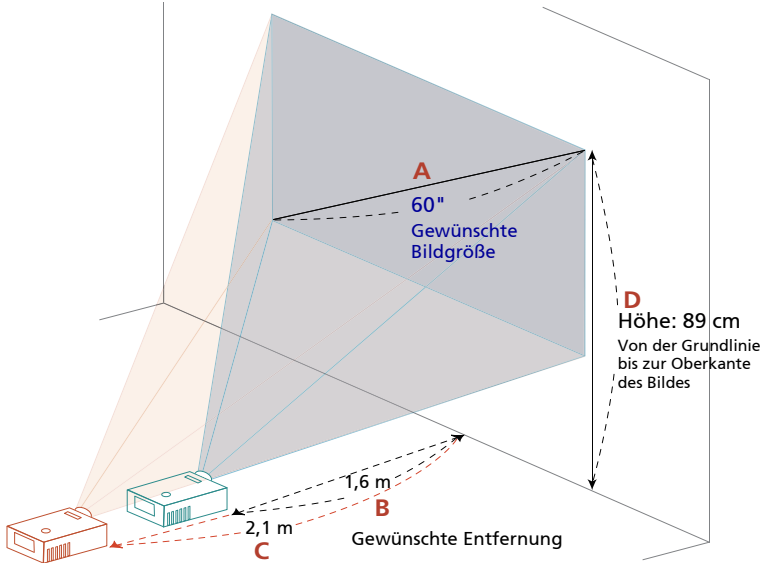 A
60"
Gewünschte
Bildgröße
D
Höhe: 89 cm
Von der Grundlinie
bis zur Oberkante
des Bildes
1,6 m
B
2,1 m
C
Gewünschte Entfernung